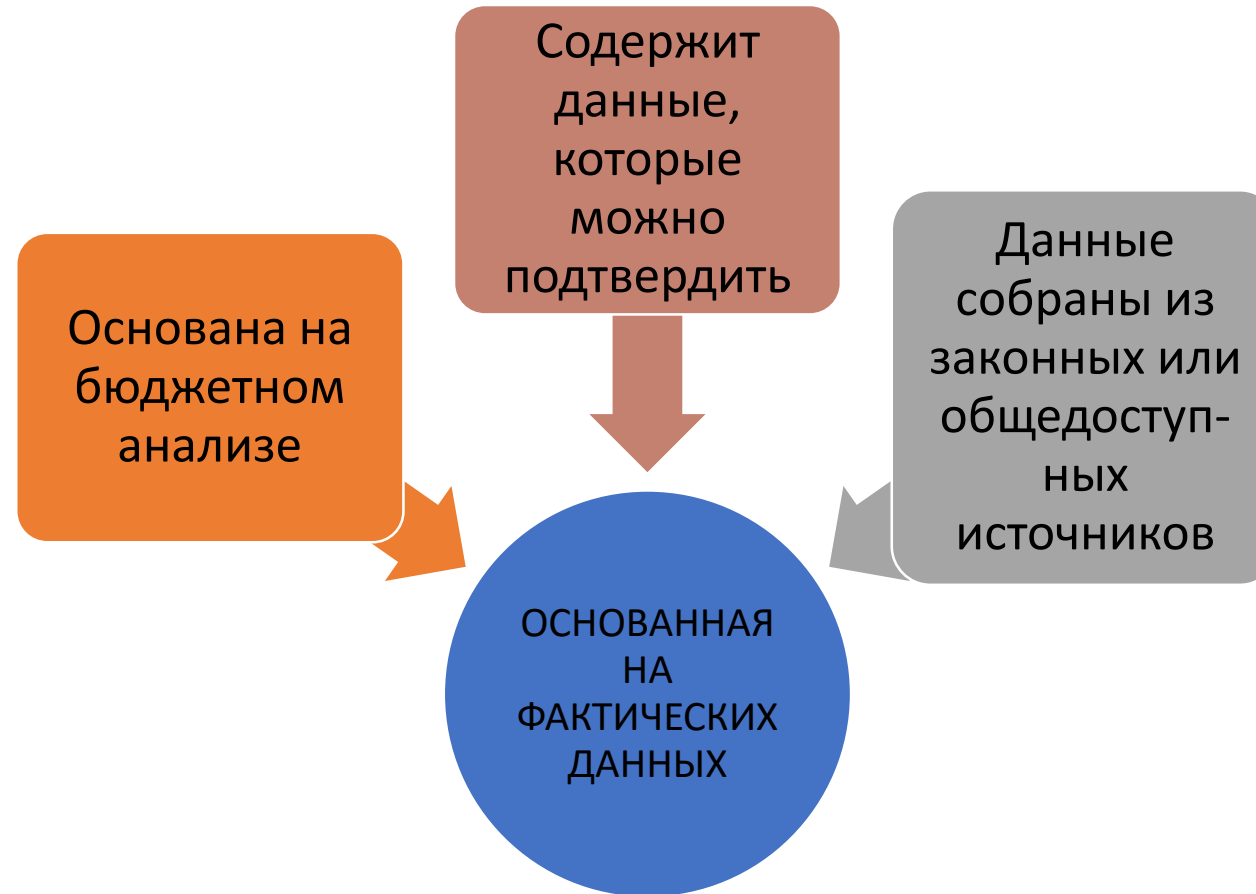 Содержит
данные,
которые
можно
подтвердить
Основана на
бюджетном
анализе
Данные
собраны из
законных или
общедоступ-
ных
источников
ОСНОВАННАЯ
НА
ФАКТИЧЕСКИХ
ДАННЫХ